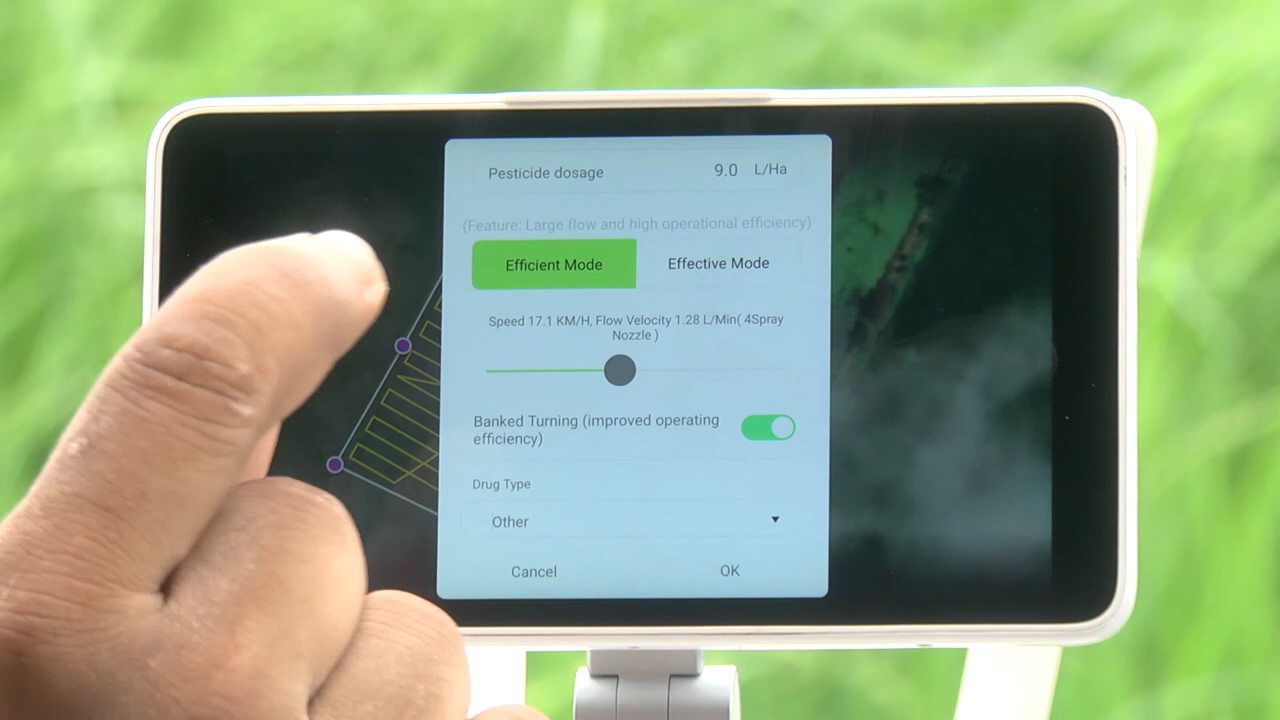 Pesticide dosage 9.0 L/Ha
(Feature: Large flow and high operational efficiency)
Efficient Mode Effective Mode
Speed 17.1 KM/H, Flow Velocity 1.28 L/Min( 4Spray
Nozzle )
Banked Turning (improved operating
efficiency)
Drug Type
Other
Cancel OK